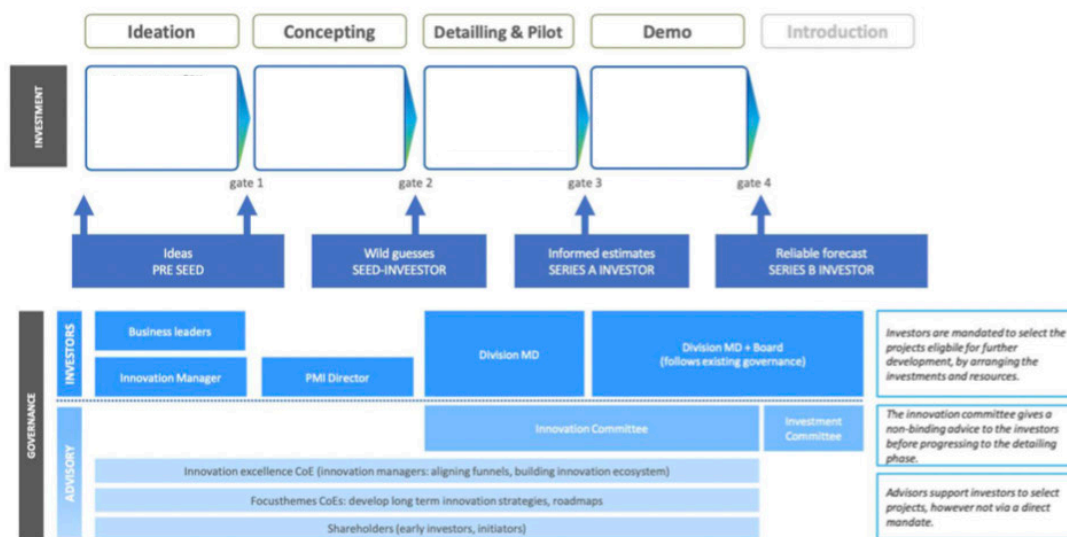 Ideation
Concepting
Detailling & Pilot
Demo
Introduction
INVESTMENT
gate 1
gate 2
gate 3
gate 4
Ideas
PRE SEED
Wild guesses
SEED-INVEESTOR
Informed estimates
SERIES A INVESTOR
Reliable forecast
SERIES B INVESTOR
GOVERNANCE
INVESTORS
Business leaders
Innovation Manager
PMI Director
Division MD
Division MD + Board
(follows existing governance)
Investors are mandated to select the
projects eligibile for further
development, by arranging the
investments and resources.
ADVISORY
Innovation Committee
Investment
Committee
The innovation committee gives a
non-binding advice to the investors
before progressing to the detailing
phase.
Innovation excellence CoE (innovation managers: aligning funnels, building innovation ecosystem)
Focusthemes CoEs: develop long term innovation strategies, roadmaps
Shareholders (early investors, initiators)
Advisors support investors to select
projects, however not via a direct
mandate.